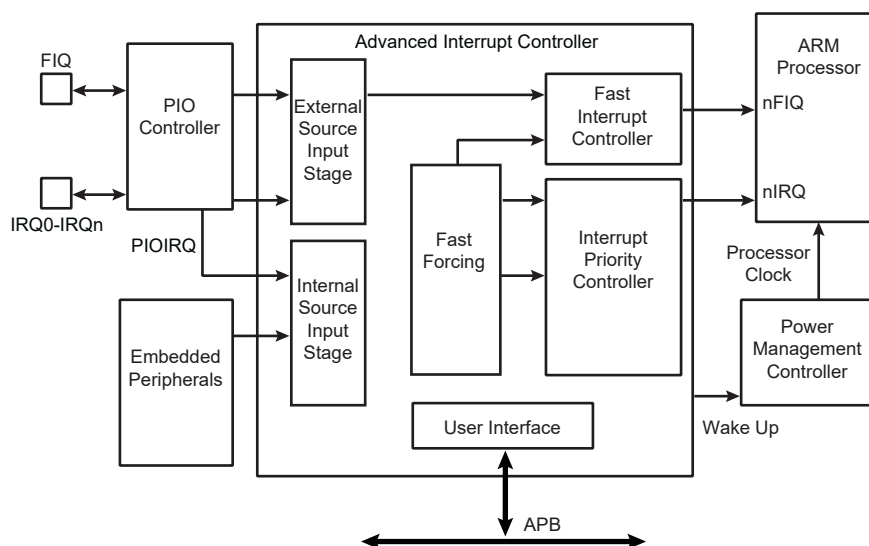 Advanced Interrupt Controller
FIQ
PIO
Controller
IRQ0-IRQn
PIOIRQ
Embedded
Peripherals
External
Source
Input
Stage
Internal
Source
Input
Stage
Fast
Forcing
Fast
Interrupt
Controller
Interrupt
Priority
Controller
User Interface
APB
ARM
Processor
nFIQ
nIRQ
Processor
Clock
Power
Management
Controller
Wake Up